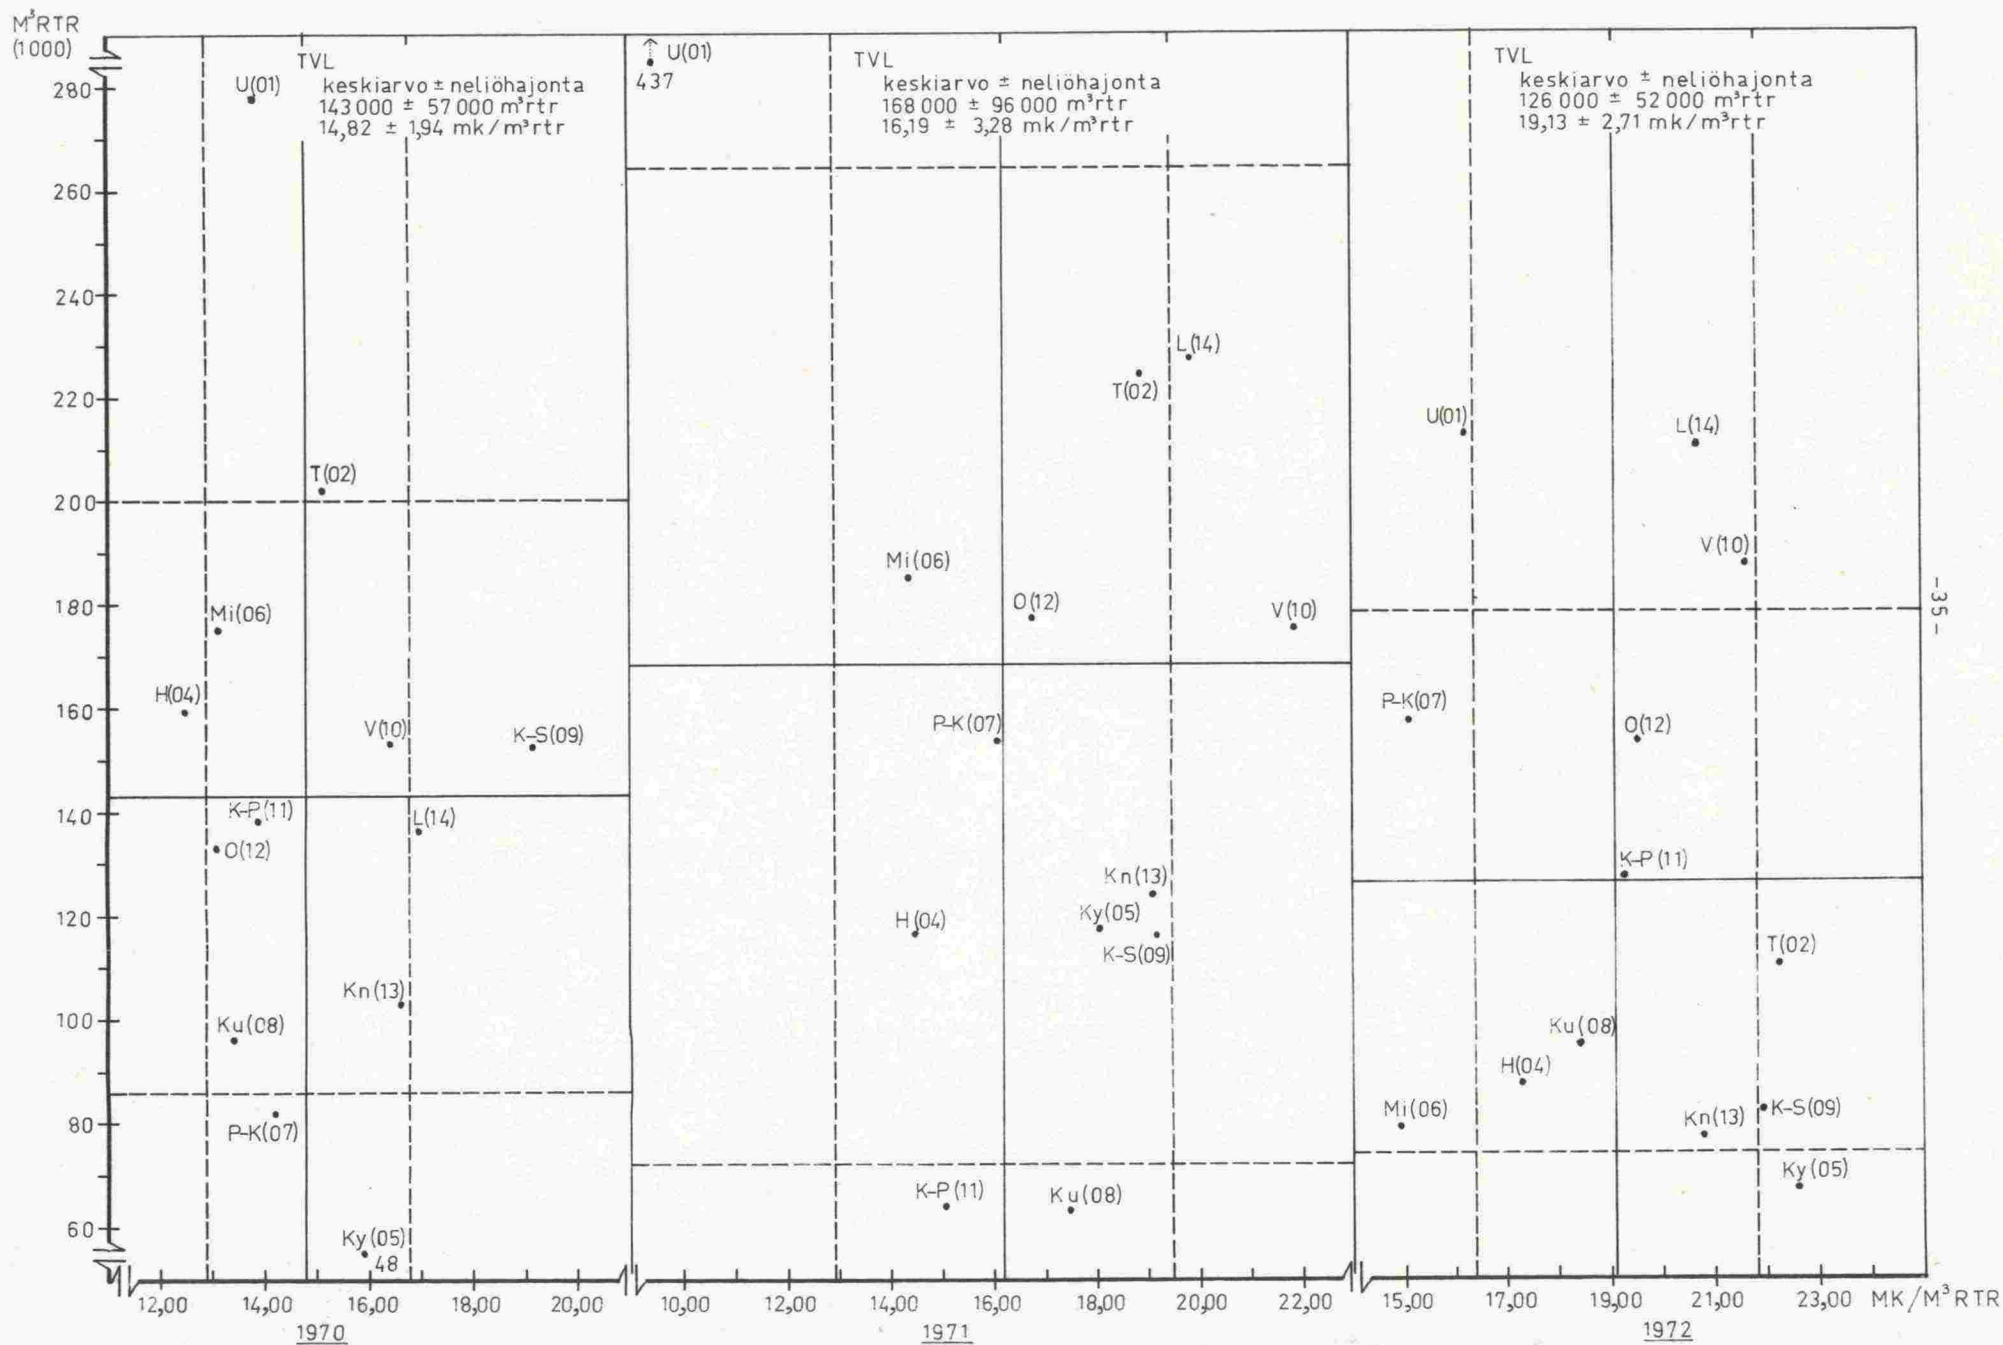 M³RTR
(1000)
280
260
240
220
200
180
160
140
120
100
80
60
TVL
keskiarvo ± neliöhajonta
143 000 ± 57 000 m³rtr
14,82 ± 1,94 mk/m³rtr
U(01)
T(02)
Mi(06)
H(04)
V(10)
K-S(09)
K-P(11)
L(14)
O(12)
Kn(13)
Ku(08)
P-K(07)
Ky(05)
48
12,00 14,00 16,00 18,00 20,00
1970
U(01)
437
TVL
keskiarvo ± neliöhajonta
168 000 ± 96 000 m³rtr
16,19 ± 3,28 mk/m³rtr
L(14)
T(02)
Mi(06)
O(12)
V(10)
P-K(07)
Kn(13)
Ky(05)
H(04)
K-S(09)
K-P(11)
Ku(08)
10,00 12,00 14,00 16,00 18,00 20,00 22,00
1971
TVL
keskiarvo ± neliöhajonta
126 000 ± 52 000 m³rtr
19,13 ± 2,71 mk/m³rtr
U(01)
L(14)
V(10)
P-K(07)
O(12)
K-P(11)
T(02)
Ku(08)
H(04)
Mi(06)
Kn(13)
K-S(09)
Ky(05)
15,00 17,00 19,00 21,00 23,00 MK/M³RTR
1972
-35-